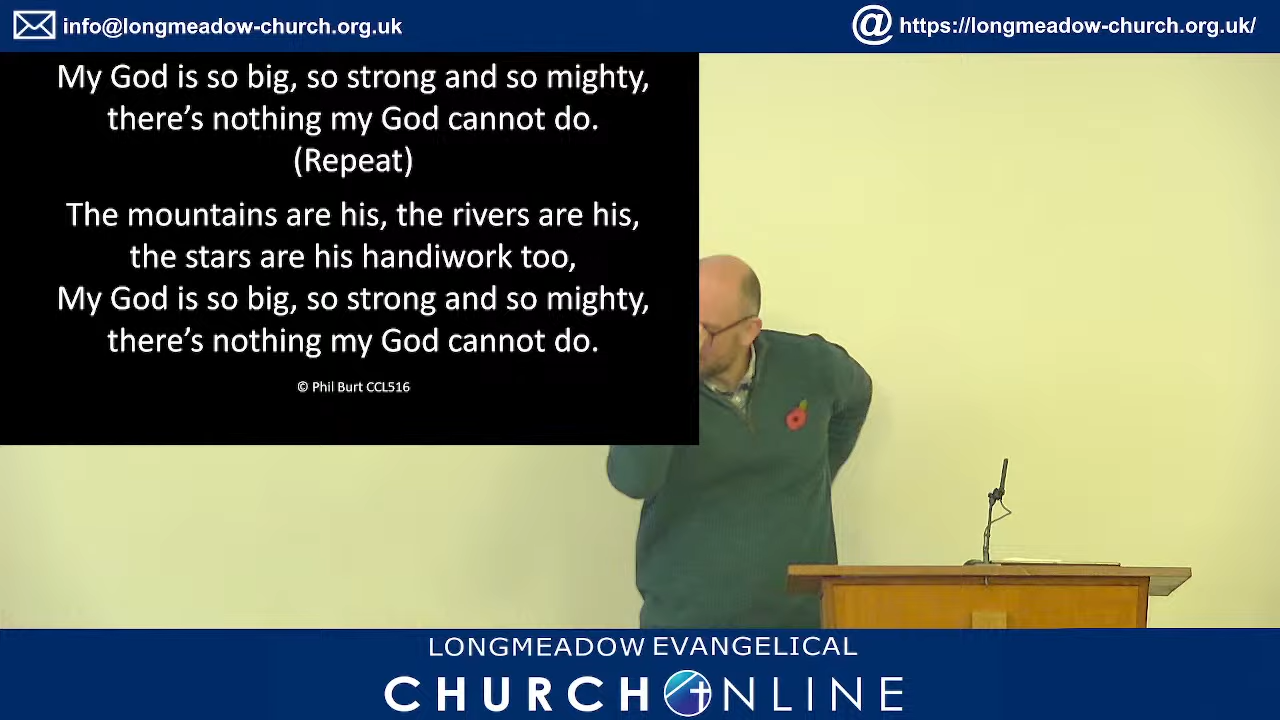 info@longmeadow-church.org.uk
https://longmeadow-church.org.uk/
My God is so big, so strong and so mighty,
there’s nothing my God cannot do.
(Repeat)
The mountains are his, the rivers are his,
the stars are his handiwork too,
My God is so big, so strong and so mighty,
there’s nothing my God cannot do.
© Phil Burt CCL516
LONGMEADOW EVANGELICAL
CHURCH ONLINE